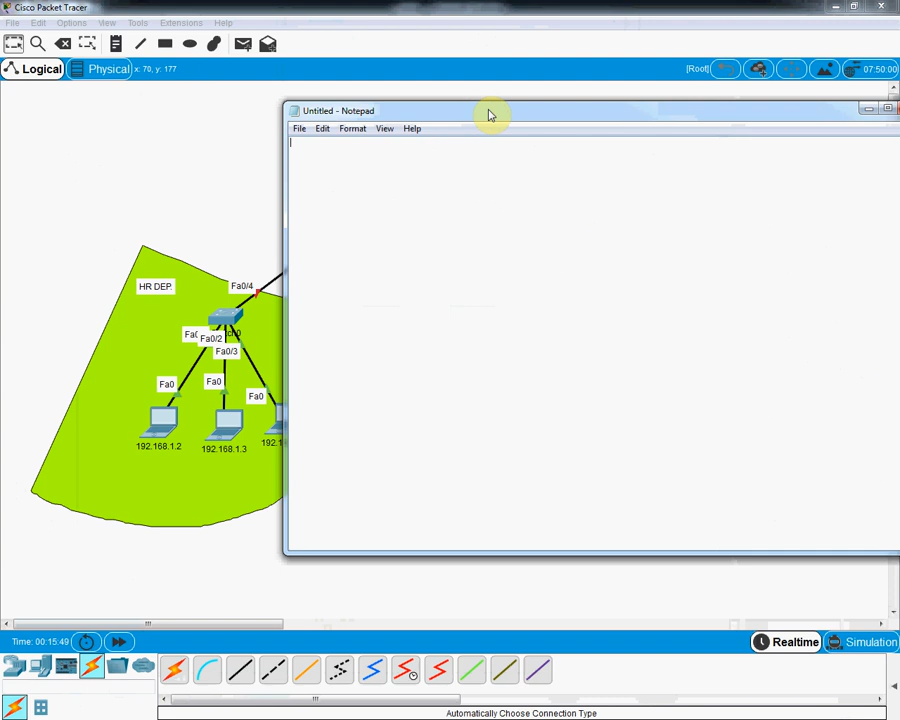 Cisco Packet Tracer
File Edit Options View Tools Extensions Help
Logical Physical x: 70, y: 177 [Root] 07:50:00
Untitled - Notepad
File Edit Format View Help
HR DEP.
Fa0/4
Fa0/2
Fa0/3
Fa0
Fa0
Fa0
192.168.1.2
192.168.1.3
Time: 00:15:49 Realtime Simulation
Automatically Choose Connection Type